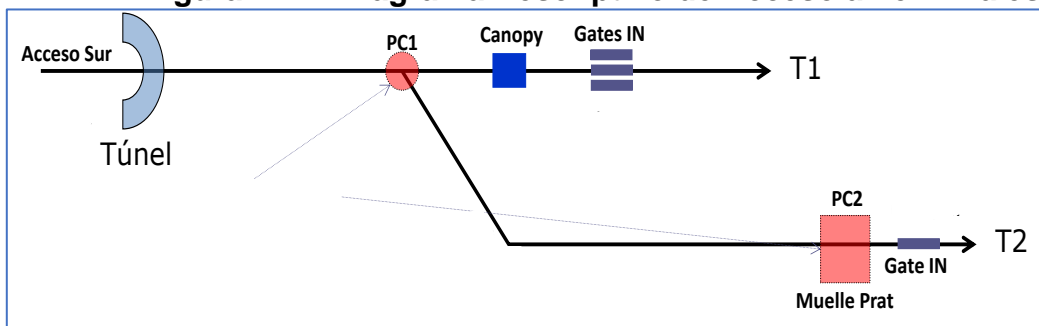 Acceso Sur
Túnel
PC1
Canopy
Gates IN
T1
PC2
Muelle Prat
Gate IN
T2